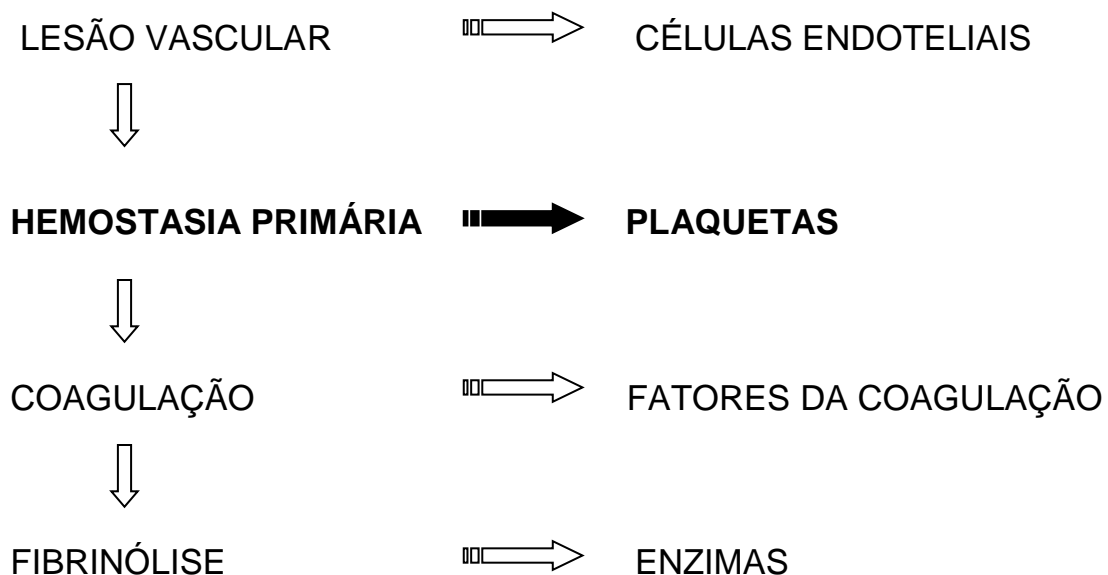 LESÃO VASCULAR CÉLULAS ENDOTELIAIS
HEMOSTASIA PRIMÁRIA PLAQUETAS
COAGULAÇÃO FATORES DA COAGULAÇÃO
FIBRINÓLISE ENZIMAS